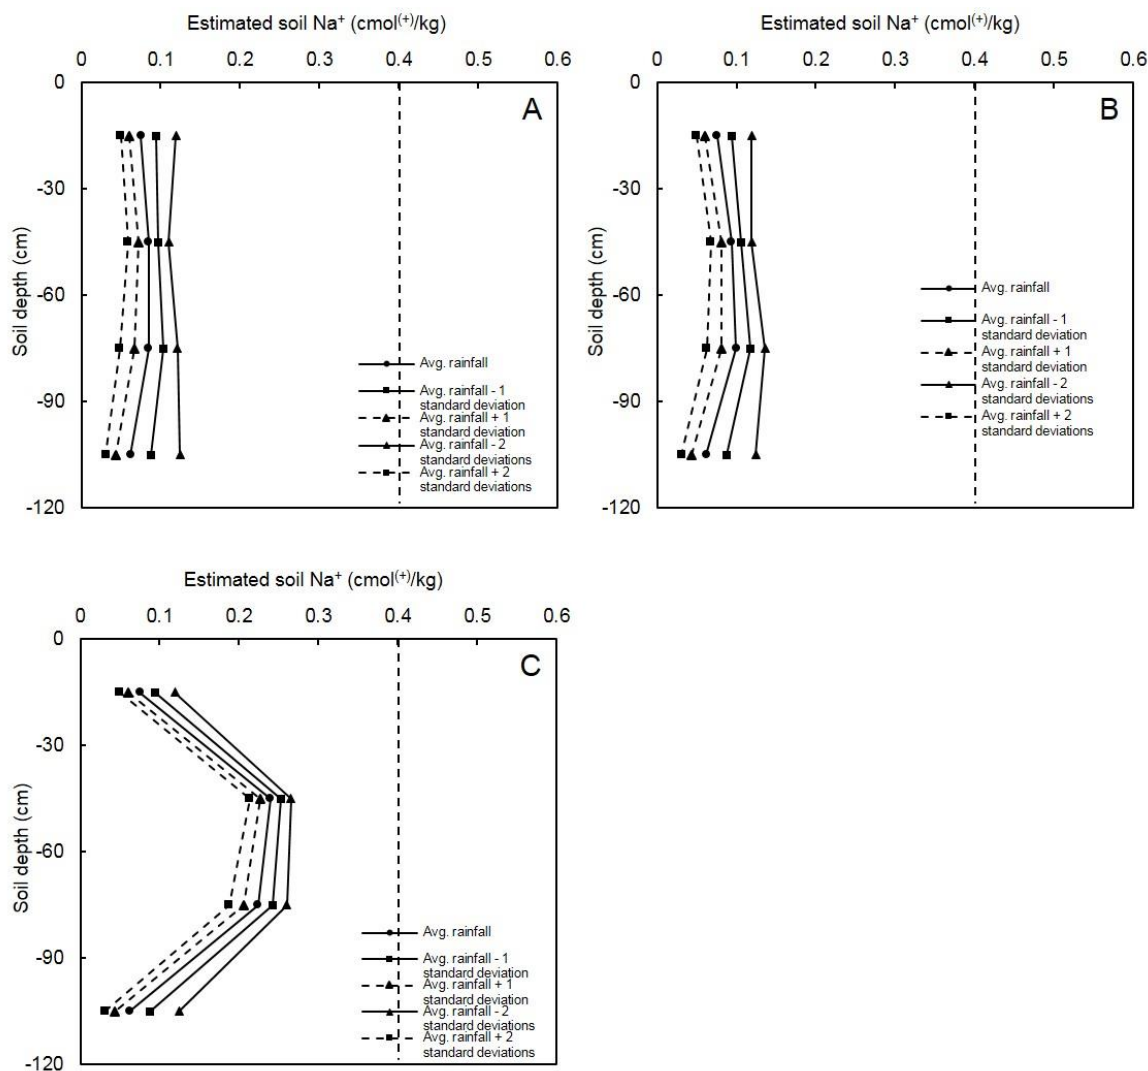 Estimated soil Na⁺ (cmol⁽⁺⁾/kg)
0 0.1 0.2 0.3 0.4 0.5 0.6
0
-30
-60
-90
-120
Soil depth (cm)
A
Avg. rainfall
Avg. rainfall - 1
standard deviation
Avg. rainfall + 1
standard deviation
Avg. rainfall - 2
standard deviations
Avg. rainfall + 2
standard deviations
Estimated soil Na⁺ (cmol⁽⁺⁾/kg)
0 0.1 0.2 0.3 0.4 0.5 0.6
0
-30
-60
-90
-120
Soil depth (cm)
B
Avg. rainfall
Avg. rainfall - 1
standard deviation
Avg. rainfall + 1
standard deviation
Avg. rainfall - 2
standard deviations
Avg. rainfall + 2
standard deviations
Estimated soil Na⁺ (cmol⁽⁺⁾/kg)
0 0.1 0.2 0.3 0.4 0.5 0.6
0
-30
-60
-90
-120
Soil depth (cm)
C
Avg. rainfall
Avg. rainfall - 1
standard deviation
Avg. rainfall + 1
standard deviation
Avg. rainfall - 2
standard deviations
Avg. rainfall + 2
standard deviations